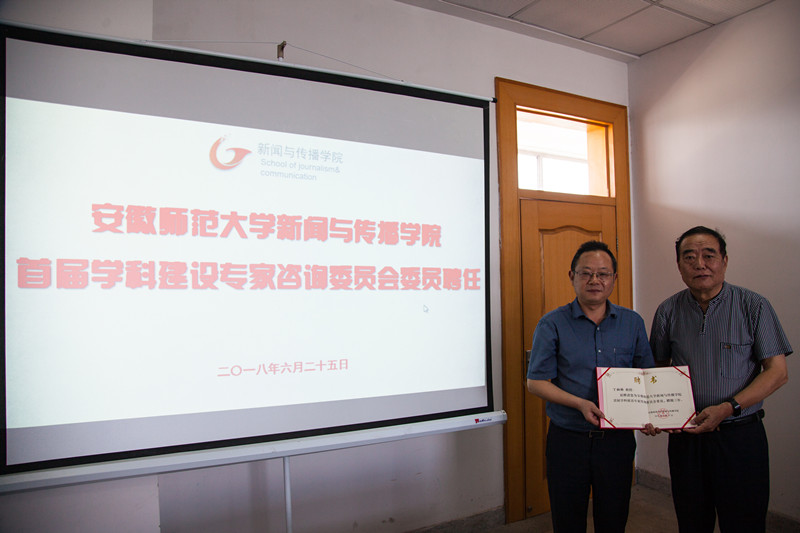 新闻与传播学院
School of journalism&
communication
安徽师范大学新闻与传播学院
首届学科建设专家咨询委员会委员聘任
二〇一八年六月二十五日
聘 书